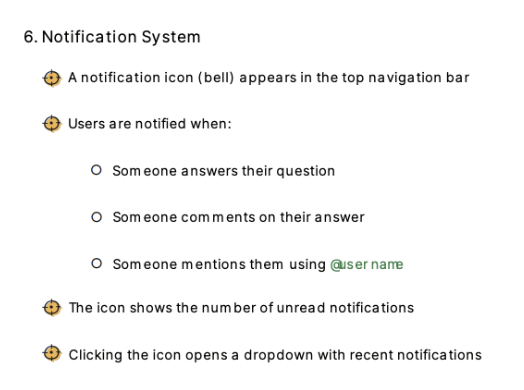 6. Notification System
A notification icon (bell) appears in the top navigation bar
Users are notified when:
Someone answers their question
Someone comments on their answer
Someone mentions them using @username
The icon shows the number of unread notifications
Clicking the icon opens a dropdown with recent notifications